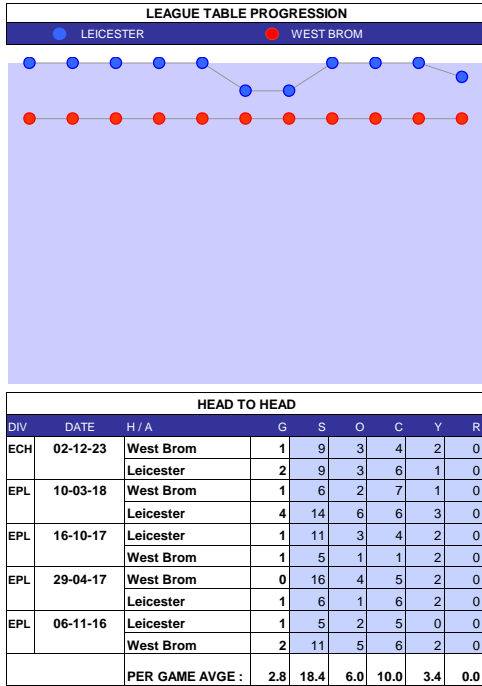 LEAGUE TABLE PROGRESSION
LEICESTER WEST BROM
HEAD TO HEAD
DIV DATE H / A G S O C Y R
ECH 02-12-23 West Brom 1 9 3 4 2 0
Leicester 2 9 3 6 1 0
EPL 10-03-18 West Brom 1 6 2 7 1 0
Leicester 4 14 6 6 3 0
EPL 16-10-17 Leicester 1 11 3 4 2 0
West Brom 1 5 1 1 2 0
EPL 29-04-17 West Brom 0 16 4 5 2 0
Leicester 1 6 1 6 2 0
EPL 06-11-16 Leicester 1 5 2 5 0 0
West Brom 2 11 5 6 2 0
PER GAME AVGE : 2.8 18.4 6.0 10.0 3.4 0.0